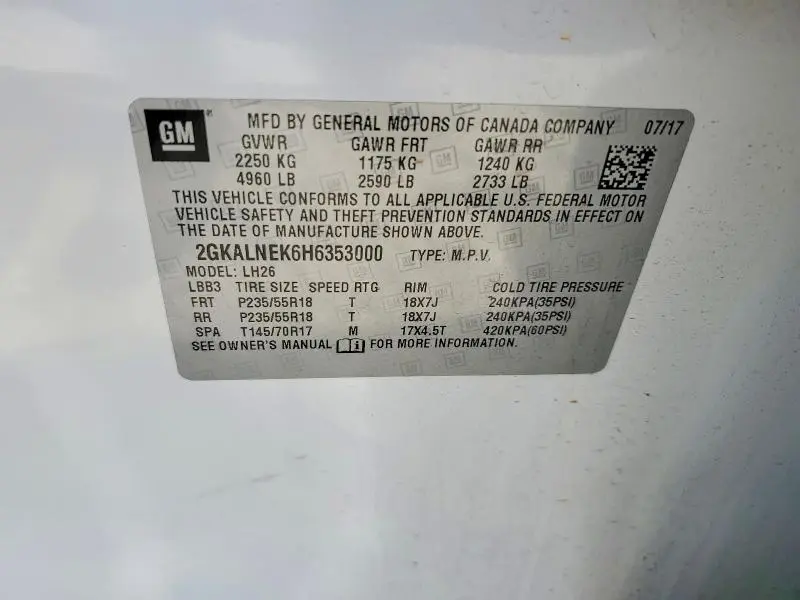 GM MFD BY GENERAL MOTORS OF CANADA COMPANY 07/17
GVWR GAWR FRT GAWR RR
2250 KG 1175 KG 1240 KG
4960 LB 2590 LB 2733 LB
THIS VEHICLE CONFORMS TO ALL APPLICABLE U.S. FEDERAL MOTOR
VEHICLE SAFETY AND THEFT PREVENTION STANDARDS IN EFFECT ON
THE DATE OF MANUFACTURE SHOWN ABOVE.
2GKALNEK6H6353000 TYPE: M.P.V.
MODEL: LH26
LBB3 TIRE SIZE SPEED RTG RIM COLD TIRE PRESSURE
FRT P235/55R18 T 18X7J 240KPA(35PSI)
RR P235/55R18 T 18X7J 240KPA(35PSI)
SPA T145/70R17 M 17X4.5T 420KPA(60PSI)
SEE OWNER'S MANUAL FOR MORE INFORMATION.